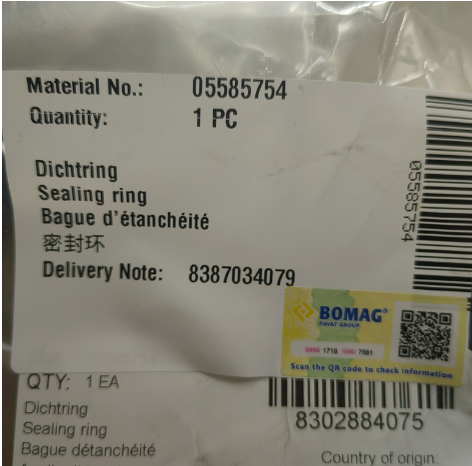 Material No.: 05585754
Quantity: 1 PC
Dichtring
Sealing ring
Bague d'étanchéité
密封环
Delivery Note: 8387034079
05585754
BOMAG®
FAYAT GROUP
1716 7581
Scan the QR code to check information
QTY: 1 EA
Dichtring
Sealing ring
Bague détanchéité
8302884075
Country of origin.